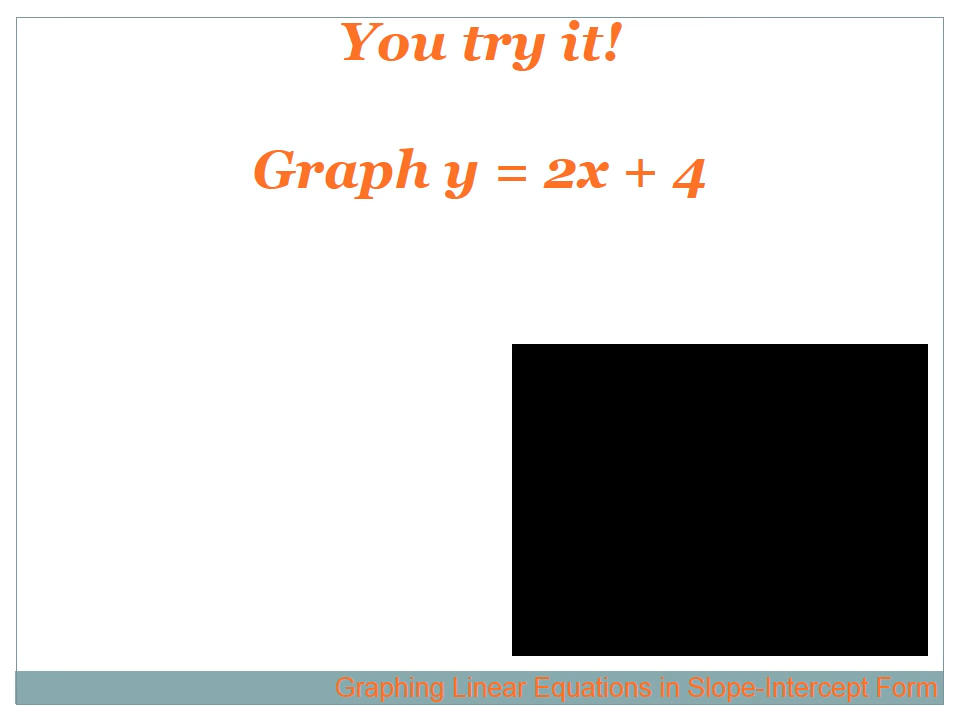 You try it!
Graph y = 2x + 4
Graphing Linear Equations in Slope-Intercept Form